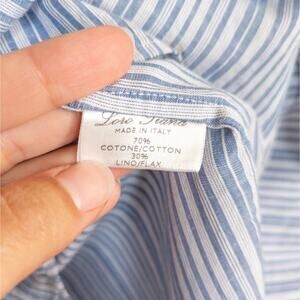 Loro Piana
MADE IN ITALY
70%
COTONE/COTTON
30%
LINO/FLAX